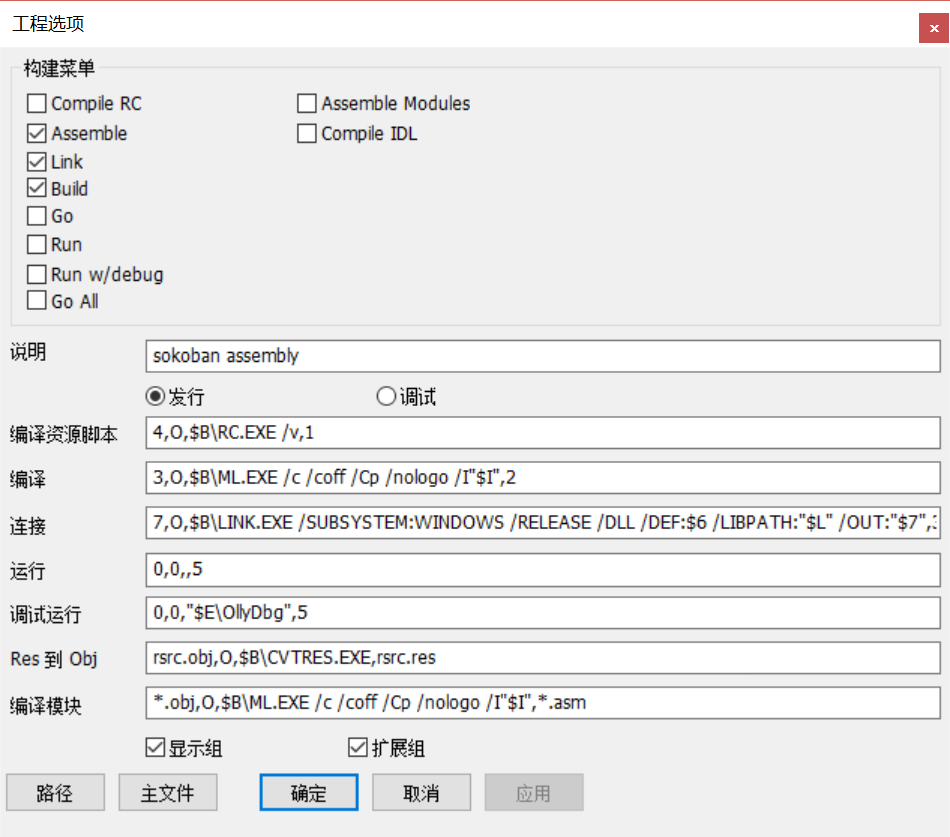 工程选项
构建菜单
Compile RC
Assemble Modules
Assemble
Compile IDL
Link
Build
Go
Run
Run w/debug
Go All
说明
sokoban assembly
发行
调试
编译资源脚本
4,O,$B\RC.EXE /v,1
编译
3,O,$B\ML.EXE /c /coff /Cp /nologo /I"$I",2
连接
7,O,$B\LINK.EXE /SUBSYSTEM:WINDOWS /RELEASE /DLL /DEF:$6 /LIBPATH:"$L" /OUT:"$7",3
运行
0,0,,5
调试运行
0,0,"$E\OllyDbg",5
Res 到 Obj
rsrc.obj,O,$B\CVTRES.EXE,rsrc.res
编译模块
*.obj,O,$B\ML.EXE /c /coff /Cp /nologo /I"$I",*.asm
显示组
扩展组
路径
主文件
确定
取消
应用